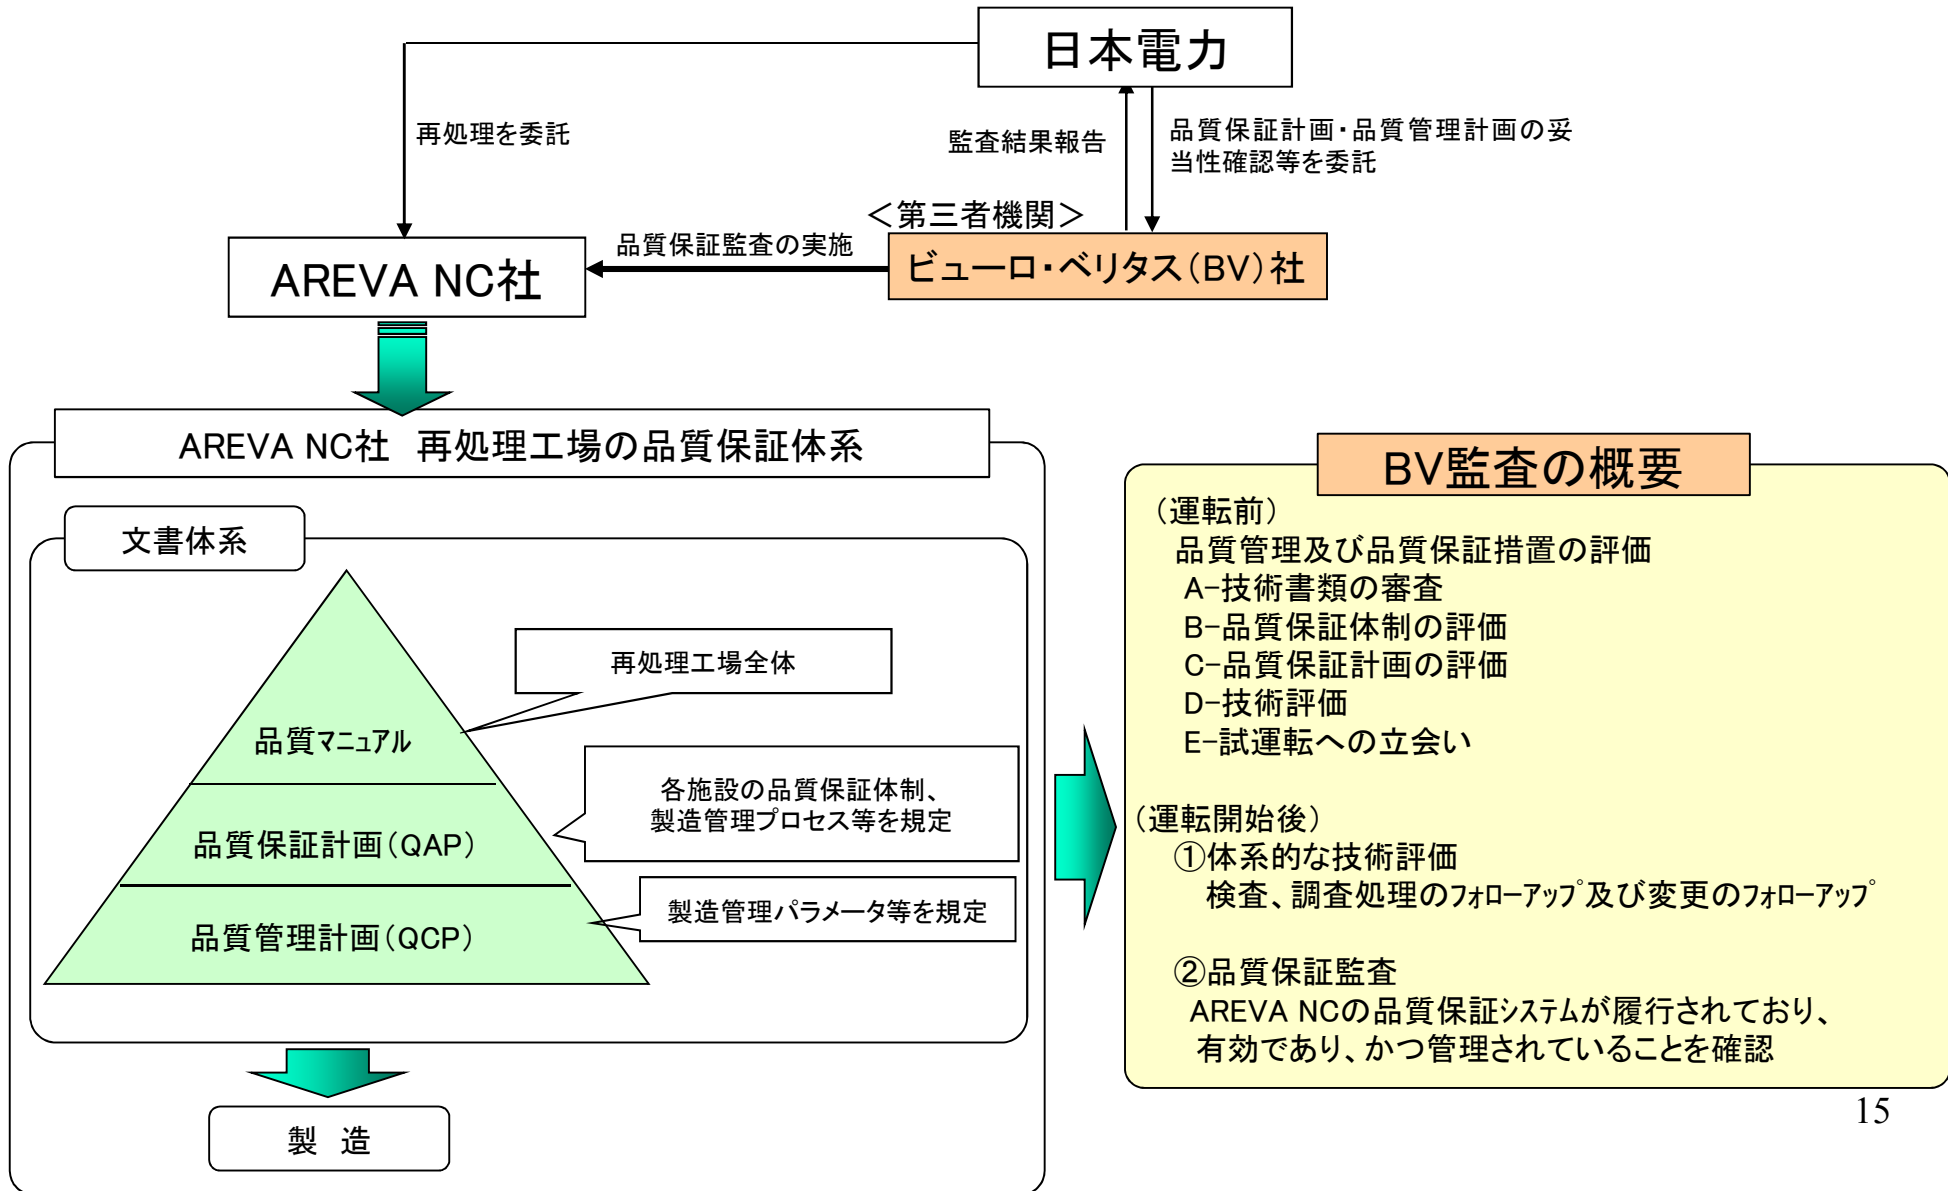 日本電力
再処理を委託
監査結果報告
品質保証計画・品質管理計画の妥
当性確認等を委託
＜第三者機関＞
品質保証監査の実施
AREVA NC社
ビューロ・ベリタス（BV）社
AREVA NC社　再処理工場の品質保証体系
文書体系
再処理工場全体
品質マニュアル
各施設の品質保証体制、
製造管理プロセス等を規定
品質保証計画（QAP）
製造管理パラメータ等を規定
品質管理計画（QCP）
製　造
BV監査の概要
（運転前）
品質管理及び品質保証措置の評価
A-技術書類の審査
B-品質保証体制の評価
C-品質保証計画の評価
D-技術評価
E-試運転への立会い
（運転開始後）
①体系的な技術評価
検査、調査処理のフォローアップ及び変更のフォローアップ
②品質保証監査
AREVA NCの品質保証システムが履行されており、
有効であり、かつ管理されていることを確認
15